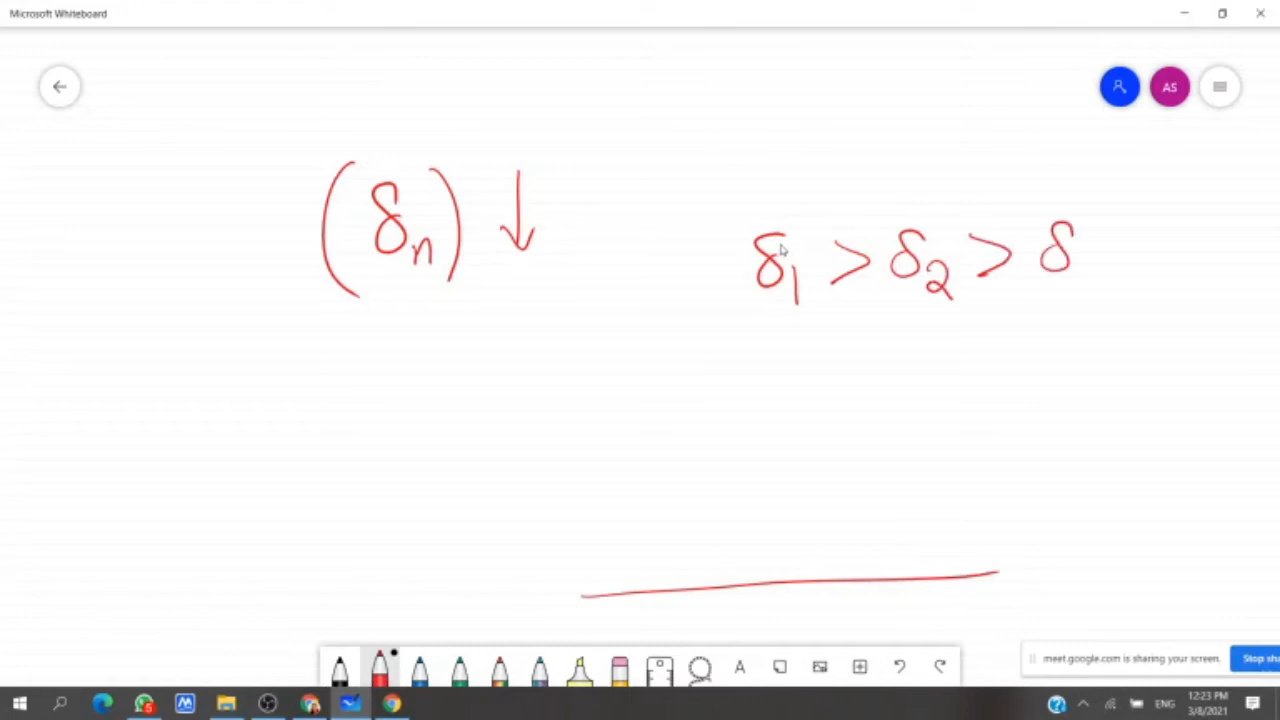 Microsoft Whiteboard
AS
(δn) ↓
δ1 > δ2 > δ
A
meet.google.com is sharing your screen.
Stop sha
5
ENG
12:23 PM
3/8/2021